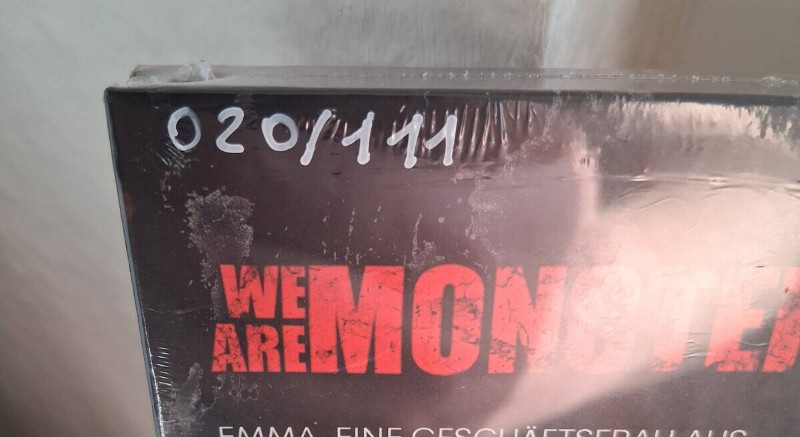 020/111
WE ARE MONSTE
EMMA, EINE GESCHÄFTSFRAU AUS